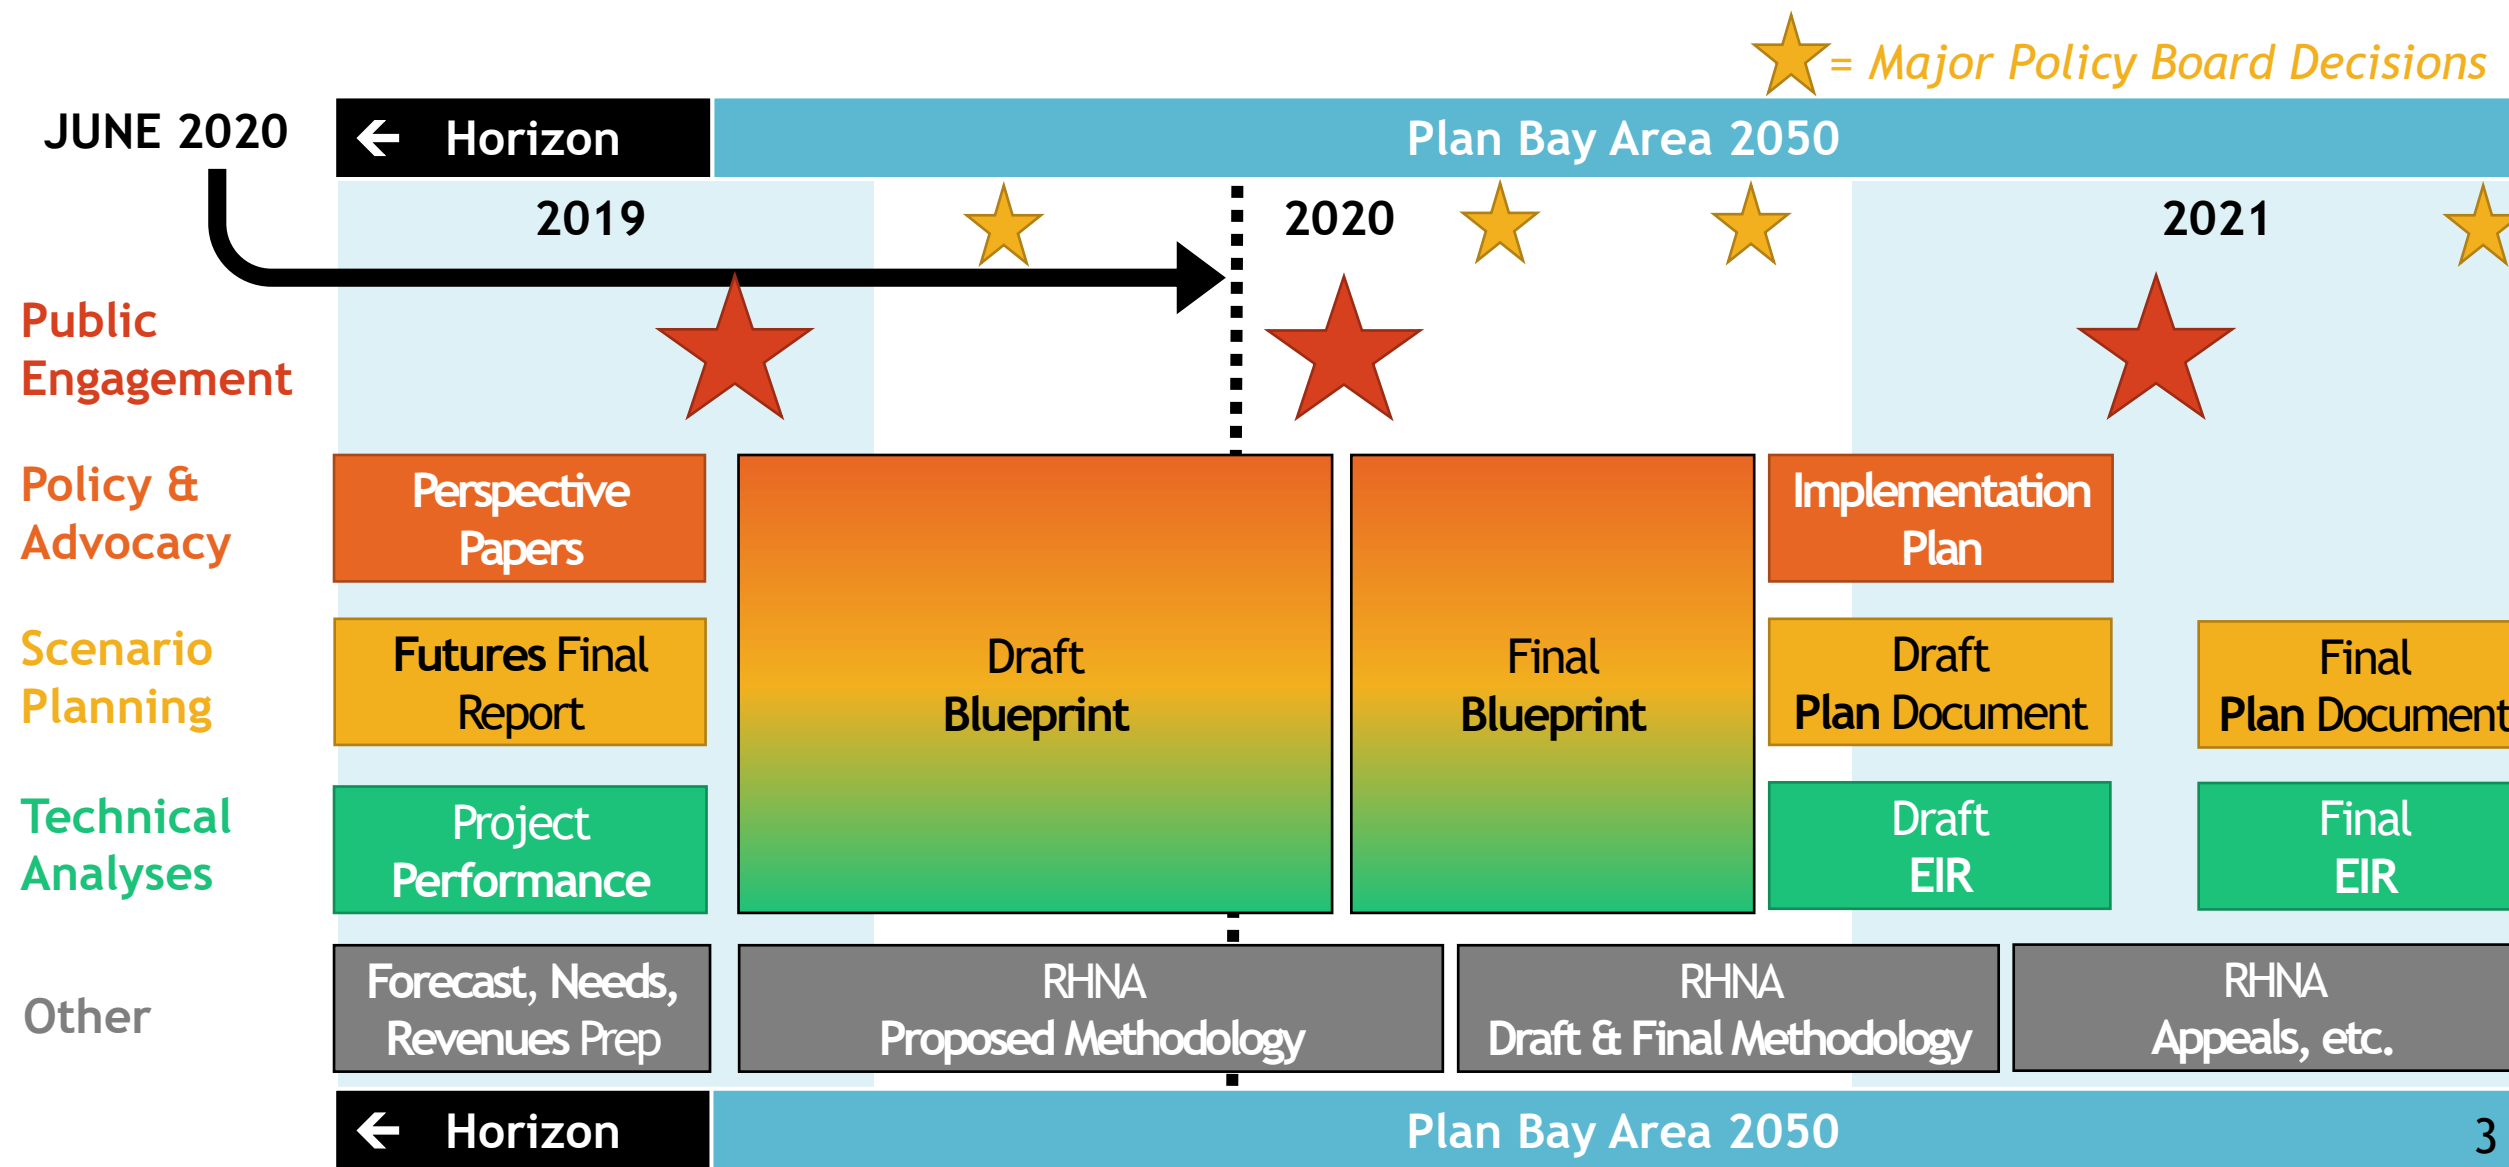 = Major Policy Board Decisions
JUNE 2020
← Horizon
Plan Bay Area 2050
2019
2020
2021
Public
Engagement
Policy &
Advocacy
Perspective
Papers
Implementation
Plan
Scenario
Planning
Futures Final
Report
Draft
Blueprint
Final
Blueprint
Draft
Plan Document
Final
Plan Document
Technical
Analyses
Project
Performance
Draft
EIR
Final
EIR
Other
Forecast, Needs,
Revenues Prep
RHNA
Proposed Methodology
RHNA
Draft & Final Methodology
RHNA
Appeals, etc.
← Horizon
Plan Bay Area 2050
3